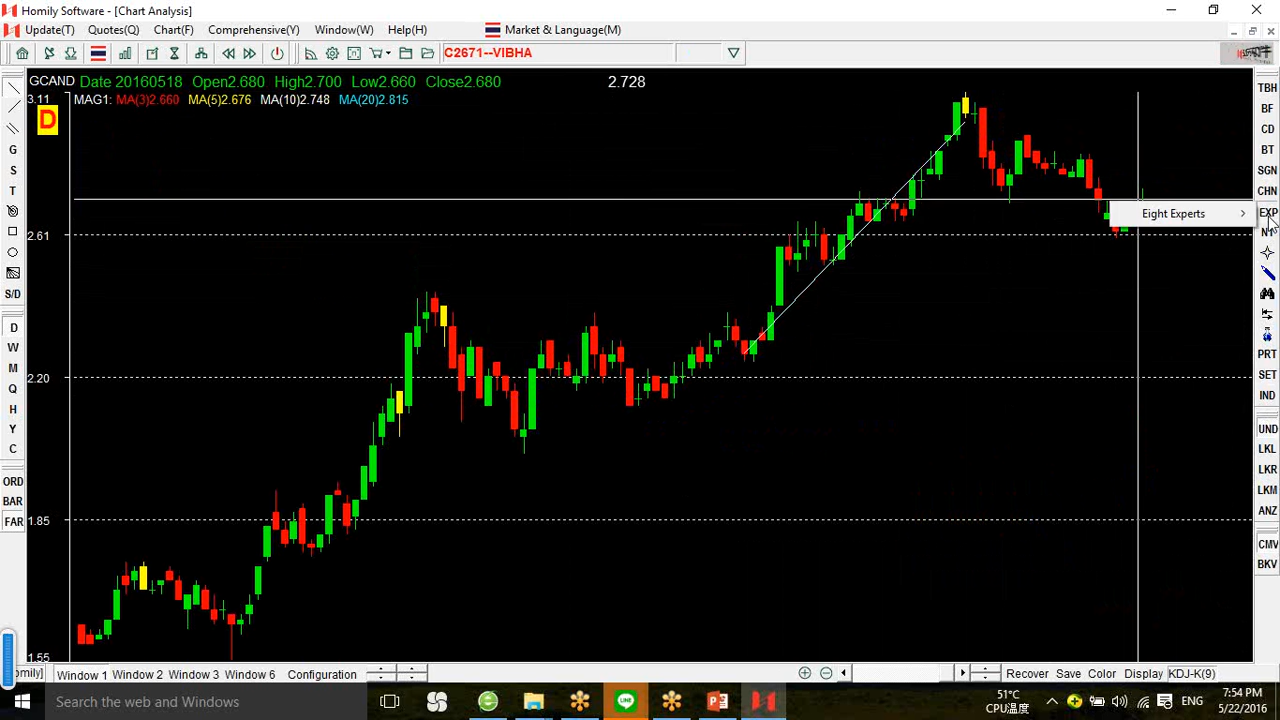 Homily Software - [Chart Analysis]
Update(T) Quotes(Q) Chart(F) Comprehensive(Y) Window(W) Help(H) Market & Language(M)
C2671--VIBHA
GCAND Date 20160518 Open2.680 High2.700 Low2.660 Close2.680 2.728
3.11 MAG1: MA(3)2.660 MA(5)2.676 MA(10)2.748 MA(20)2.815
D
2.61
2.20
1.85
1.55
G
S
T
S/D
D
W
M
Q
H
Y
C
ORD
BAR
FAR
TBH
BF
CD
BT
SGN
CHN
Eight Experts
EXP
PRT
SET
IND
UND
LKL
LKR
LKM
ANZ
CMV
BKV
Window 1 Window 2 Window 3 Window 6 Configuration Recover Save Color Display KDJ-K(9)
Search the web and Windows
51°C
CPU温度
ENG
7:54 PM
5/22/2016